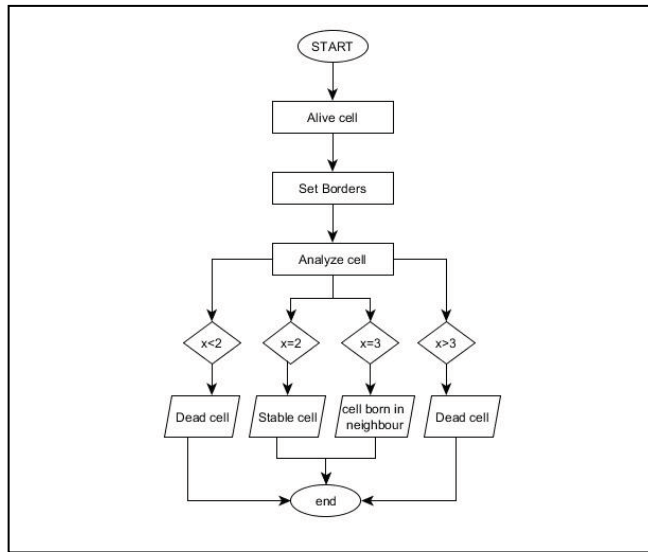 START
Alive cell
Set Borders
Analyze cell
x<2
x=2
x=3
x>3
Dead cell
Stable cell
cell born in
neighbour
Dead cell
end